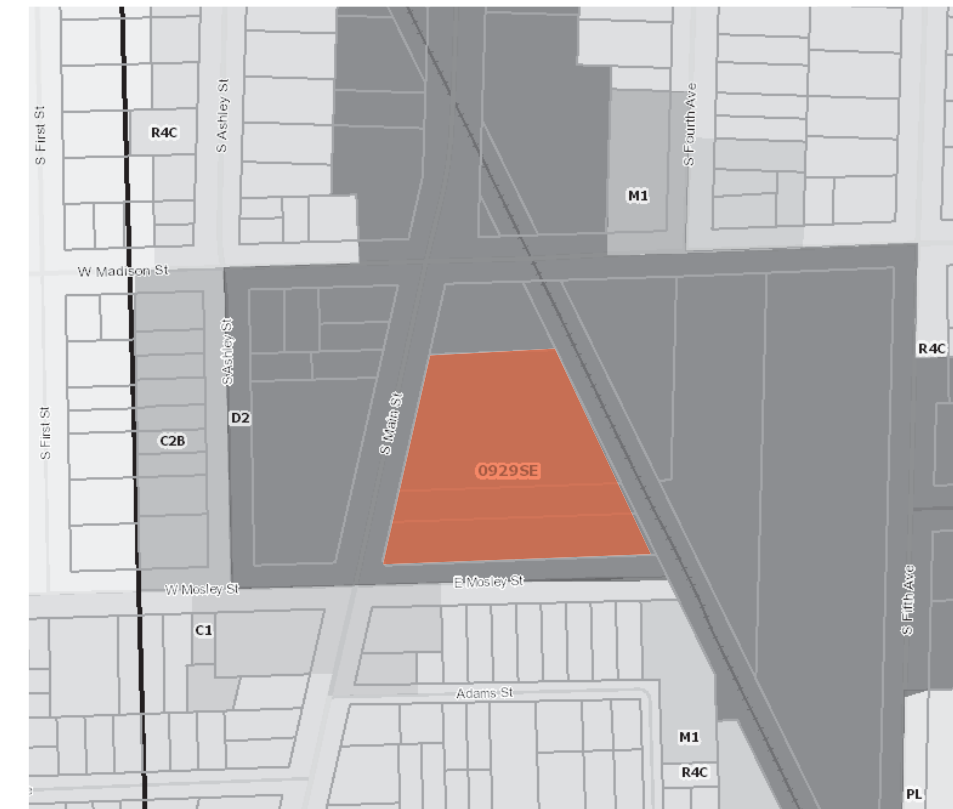 S First St
R4C
S Ashley St
S Fourth Ave
M1
W Madison St
S Ashley St
R4C
S First St
D2
S Main St
C2B
0929SE
W Mosley St
E Mosley St
S Fifth Ave
C1
Adams St
M1
R4C
PL